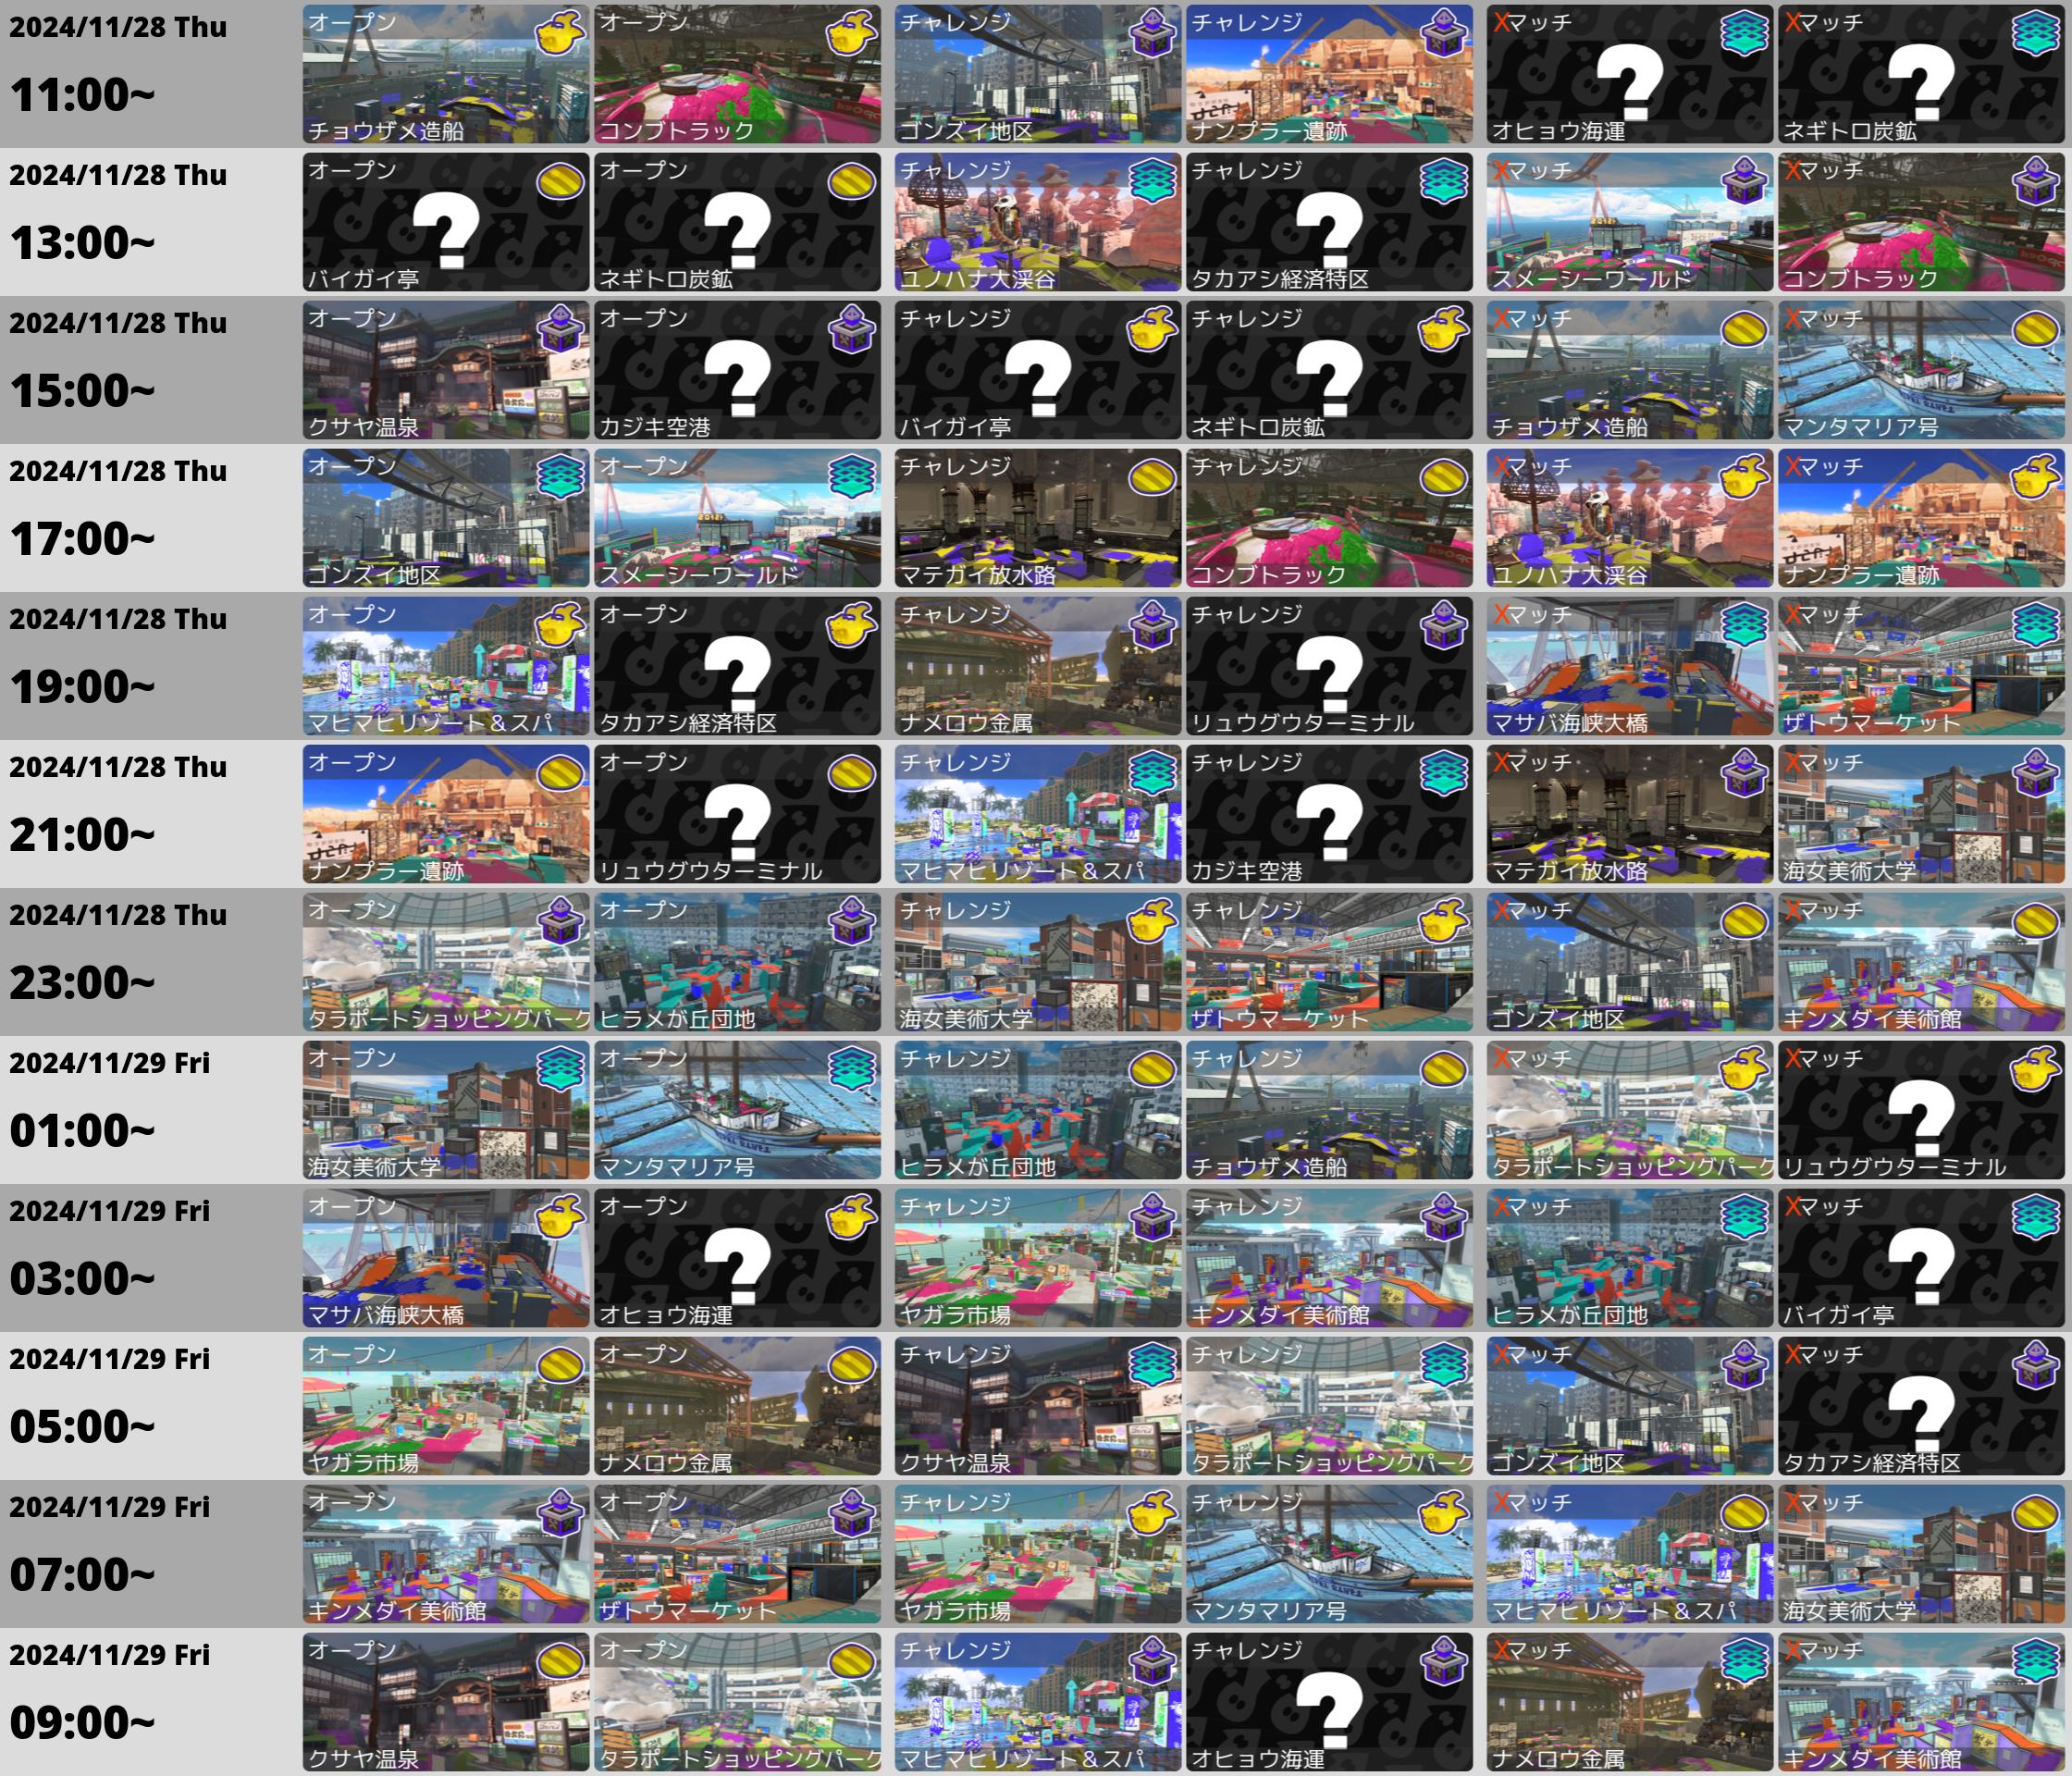 2024/11/28 Thu
11:00~
オープン オープン チャレンジ チャレンジ Xマッチ Xマッチ
チョウザメ造船 コンブトラック ゴンズイ地区 ナンプラー遺跡 オヒョウ海運 ネギトロ炭鉱
2024/11/28 Thu
13:00~
オープン オープン チャレンジ チャレンジ Xマッチ Xマッチ
バイガイ亭 ネギトロ炭鉱 ユノハナ大渓谷 タカアシ経済特区 スメーシーワールド コンブトラック
2024/11/28 Thu
15:00~
オープン オープン チャレンジ チャレンジ Xマッチ Xマッチ
クサヤ温泉 カジキ空港 バイガイ亭 ネギトロ炭鉱 チョウザメ造船 マンタマリア号
2024/11/28 Thu
17:00~
オープン オープン チャレンジ チャレンジ Xマッチ Xマッチ
ゴンズイ地区 スメーシーワールド マテガイ放水路 コンブトラック ユノハナ大渓谷 ナンプラー遺跡
2024/11/28 Thu
19:00~
オープン オープン チャレンジ チャレンジ Xマッチ Xマッチ
マヒマヒリゾート＆スパ タカアシ経済特区 ナメロウ金属 リュウグウターミナル マサバ海峡大橋 ザトウマーケット
2024/11/28 Thu
21:00~
オープン オープン チャレンジ チャレンジ Xマッチ Xマッチ
ナンプラー遺跡 リュウグウターミナル マヒマヒリゾート＆スパ カジキ空港 マテガイ放水路 海女美術大学
2024/11/28 Thu
23:00~
オープン オープン チャレンジ チャレンジ Xマッチ Xマッチ
タラポートショッピングパーク ヒラメが丘団地 海女美術大学 ザトウマーケット ゴンズイ地区 キンメダイ美術館
2024/11/29 Fri
01:00~
オープン オープン チャレンジ チャレンジ Xマッチ Xマッチ
海女美術大学 マンタマリア号 ヒラメが丘団地 チョウザメ造船 タラポートショッピングパーク リュウグウターミナル
2024/11/29 Fri
03:00~
オープン オープン チャレンジ チャレンジ Xマッチ Xマッチ
マサバ海峡大橋 オヒョウ海運 ヤガラ市場 キンメダイ美術館 ヒラメが丘団地 バイガイ亭
2024/11/29 Fri
05:00~
オープン オープン チャレンジ チャレンジ Xマッチ Xマッチ
ヤガラ市場 ナメロウ金属 クサヤ温泉 タラポートショッピングパーク ゴンズイ地区 タカアシ経済特区
2024/11/29 Fri
07:00~
オープン オープン チャレンジ チャレンジ Xマッチ Xマッチ
キンメダイ美術館 ザトウマーケット ヤガラ市場 マンタマリア号 マヒマヒリゾート＆スパ 海女美術大学
2024/11/29 Fri
09:00~
オープン オープン チャレンジ チャレンジ Xマッチ Xマッチ
クサヤ温泉 タラポートショッピングパーク マヒマヒリゾート＆スパ オヒョウ海運 ナメロウ金属 キンメダイ美術館